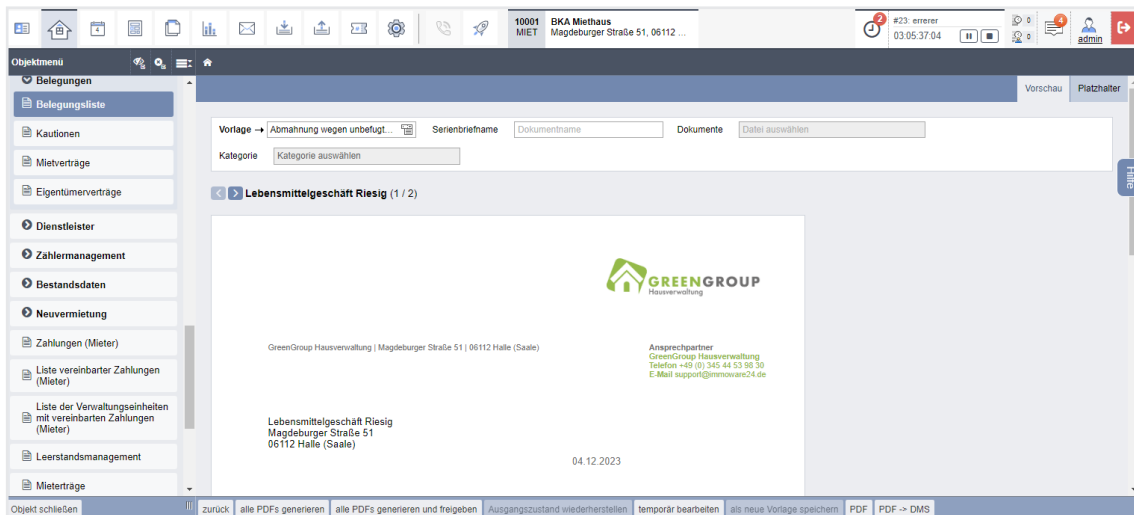 10001 BKA Miethaus
MIET Magdeburger Straße 51, 06112 ...
2
#23: errerer
03:05:37:04
0
0
4
admin
Objektmenü
Vorschau Platzhalter
Belegungen
Belegungsliste
Kautionen
Mietverträge
Eigentümerverträge
Dienstleister
Zählermanagement
Bestandsdaten
Neuvermietung
Zahlungen (Mieter)
Liste vereinbarter Zahlungen
(Mieter)
Liste der Verwaltungseinheiten
mit vereinbarten Zahlungen
(Mieter)
Leerstandsmanagement
Mieterträge
Objekt schließen
Vorlage → Abmahnung wegen unbefugt... Serienbriefname Dokumentname Dokumente Datei auswählen
Kategorie Kategorie auswählen
Hilfe
Lebensmittelgeschäft Riesig (1 / 2)
GREENGROUP
Hausverwaltung
GreenGroup Hausverwaltung | Magdeburger Straße 51 | 06112 Halle (Saale)
Ansprechpartner
GreenGroup Hausverwaltung
Telefon +49 (0) 345 44 53 98 30
E-Mail support@immoware24.de
Lebensmittelgeschäft Riesig
Magdeburger Straße 51
06112 Halle (Saale)
04.12.2023
zurück alle PDFs generieren alle PDFs generieren und freigeben Ausgangszustand wiederherstellen temporär bearbeiten als neue Vorlage speichern PDF PDF -> DMS